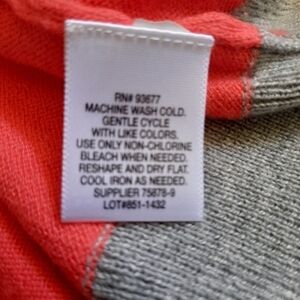 RN# 93677
MACHINE WASH COLD.
GENTLE CYCLE
WITH LIKE COLORS.
USE ONLY NON-CHLORINE
BLEACH WHEN NEEDED.
RESHAPE AND DRY FLAT.
COOL IRON AS NEEDED.
SUPPLIER 75878-9
LOT#851-1432